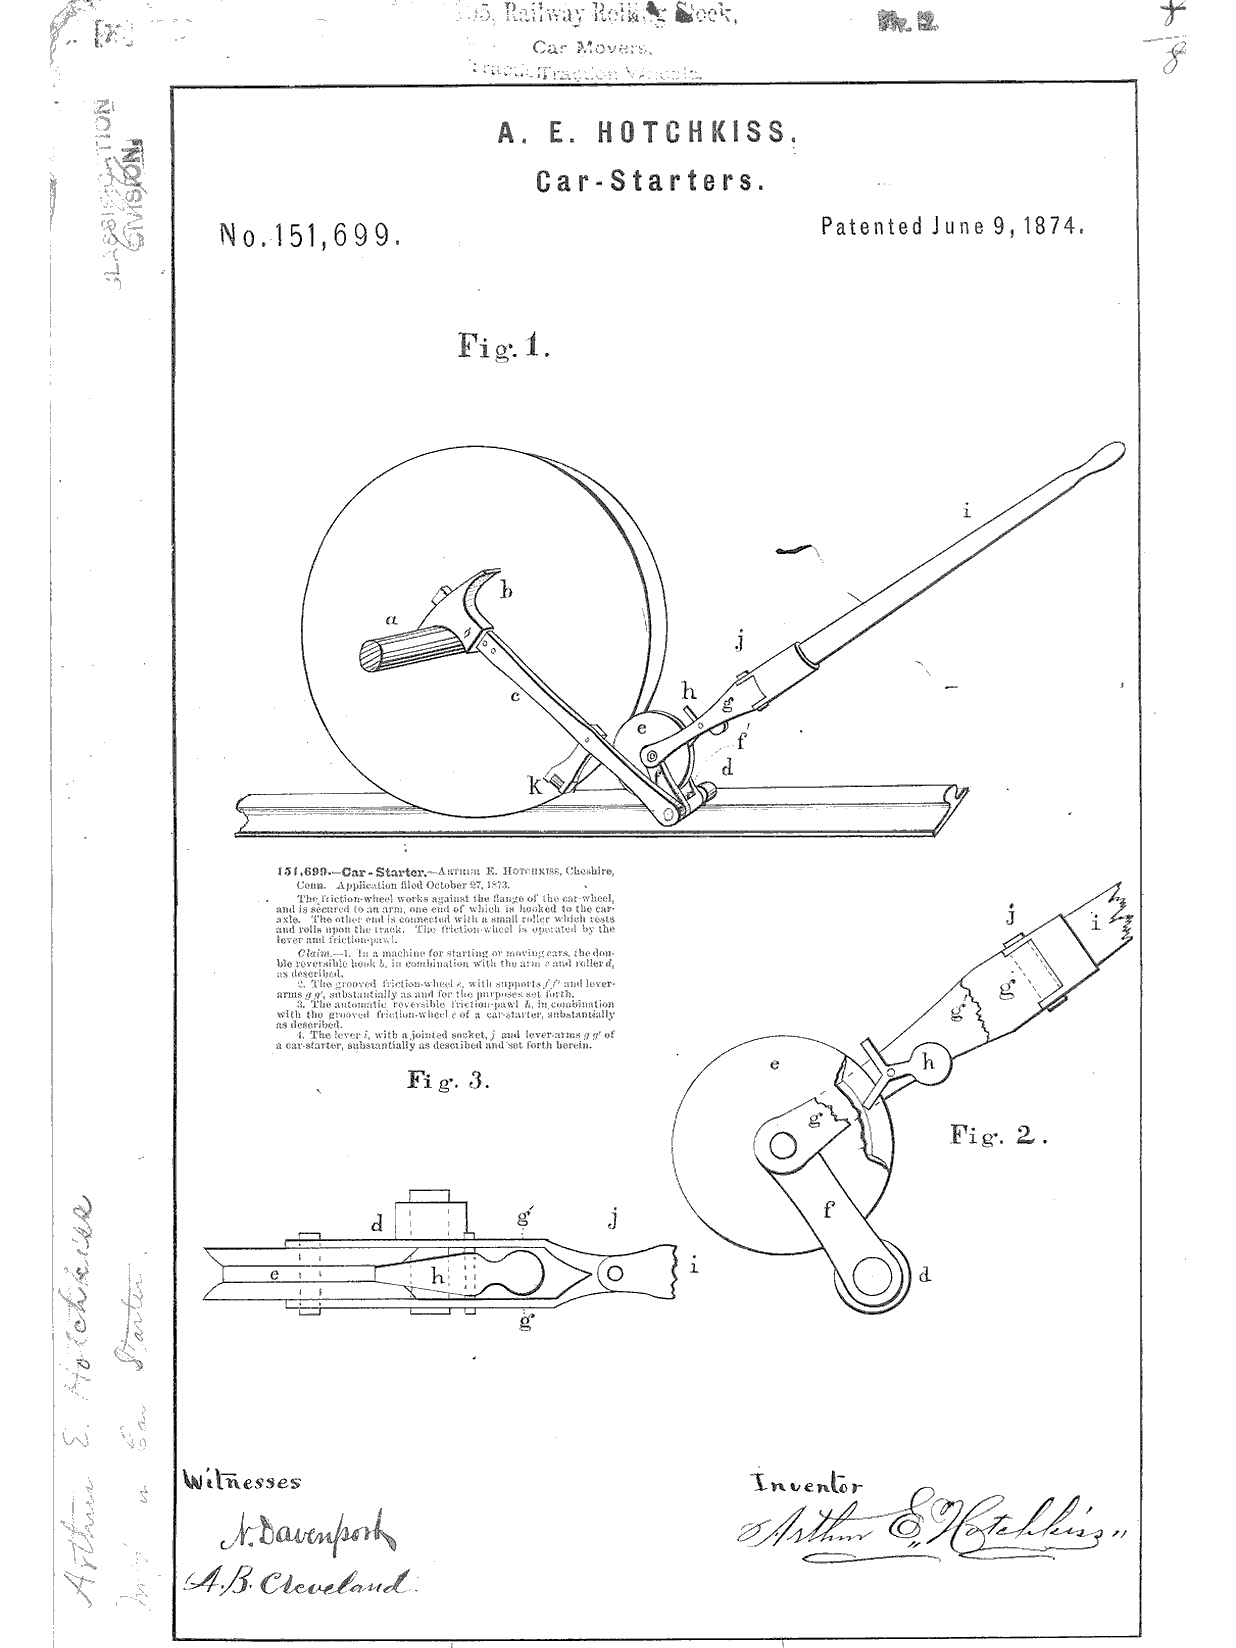 105, Railway Rolling Stock,
Car Movers,
Traction Wheels.
CLASSIFICATION
DIVISION.
A. E. HOTCHKISS.
Car-Starters.
No. 151,699.
Patented June 9, 1874.
Fig. 1.
i
b
a
j
c
h
g
e
f'
f
d
k
151,699.—Car-Starter.—ARTHUR E. HOTCHKISS, Cheshire,
Conn. Application filed October 27, 1873.
The friction-wheel works against the flange of the car-wheel,
and is secured to an arm, one end of which is hooked to the car-
axle. The other end is connected with a small roller which rests
and rolls upon the track. The friction-wheel is operated by the
lever and friction-pawl.
Claim.—1. In a machine for starting or moving cars, the dou-
ble reversible hook b, in combination with the arm c and roller d,
as described.
2. The grooved friction-wheel e, with supports f f' and lever-
arms g g', substantially as and for the purposes set forth.
3. The automatic reversible friction-pawl h, in combination
with the grooved friction-wheel e of a car-starter, substantially
as described.
4. The lever i, with a jointed socket, j and lever-arms g g' of
a car-starter, substantially as described and set forth herein.
Fig. 3.
j
i
g'
g'
e
h
g
Fig. 2.
f
d
d
g'
j
e
h
i
g
Witnesses
N. Davenport
A. B. Cleveland.
Inventor
Arthur E. Hotchkiss
Arthur E. Hotchkiss
Car Starter.